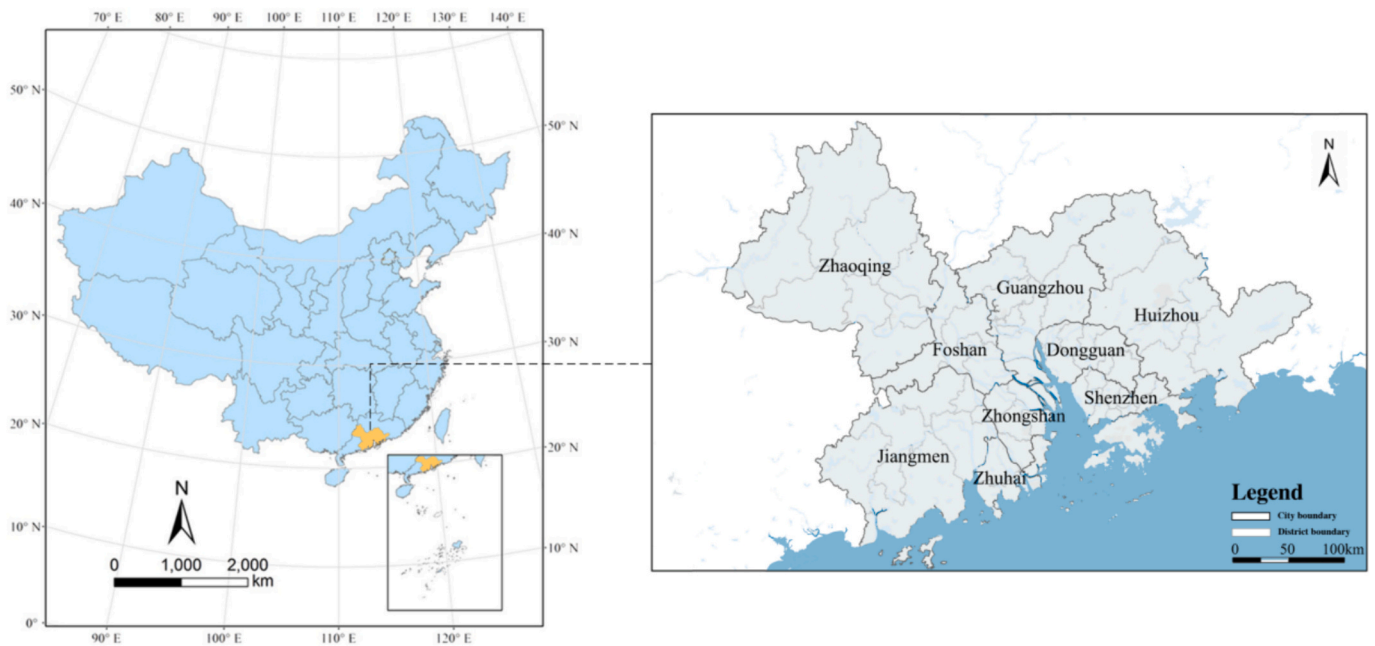 70° E 80° E 90° E 100° E 110° E 120° E 130° E 140° E
50° N
50° N
40° N
40° N
30° N
30° N
20° N
20° N
10° N
10° N
0°
90° E 100° E 110° E 120° E
N
0 1,000 2,000
km
N
Zhaoqing
Guangzhou
Huizhou
Foshan
Dongguan
Shenzhen
Zhongshan
Jiangmen
Zhuhai
Legend
City boundary
District boundary
0 50 100km